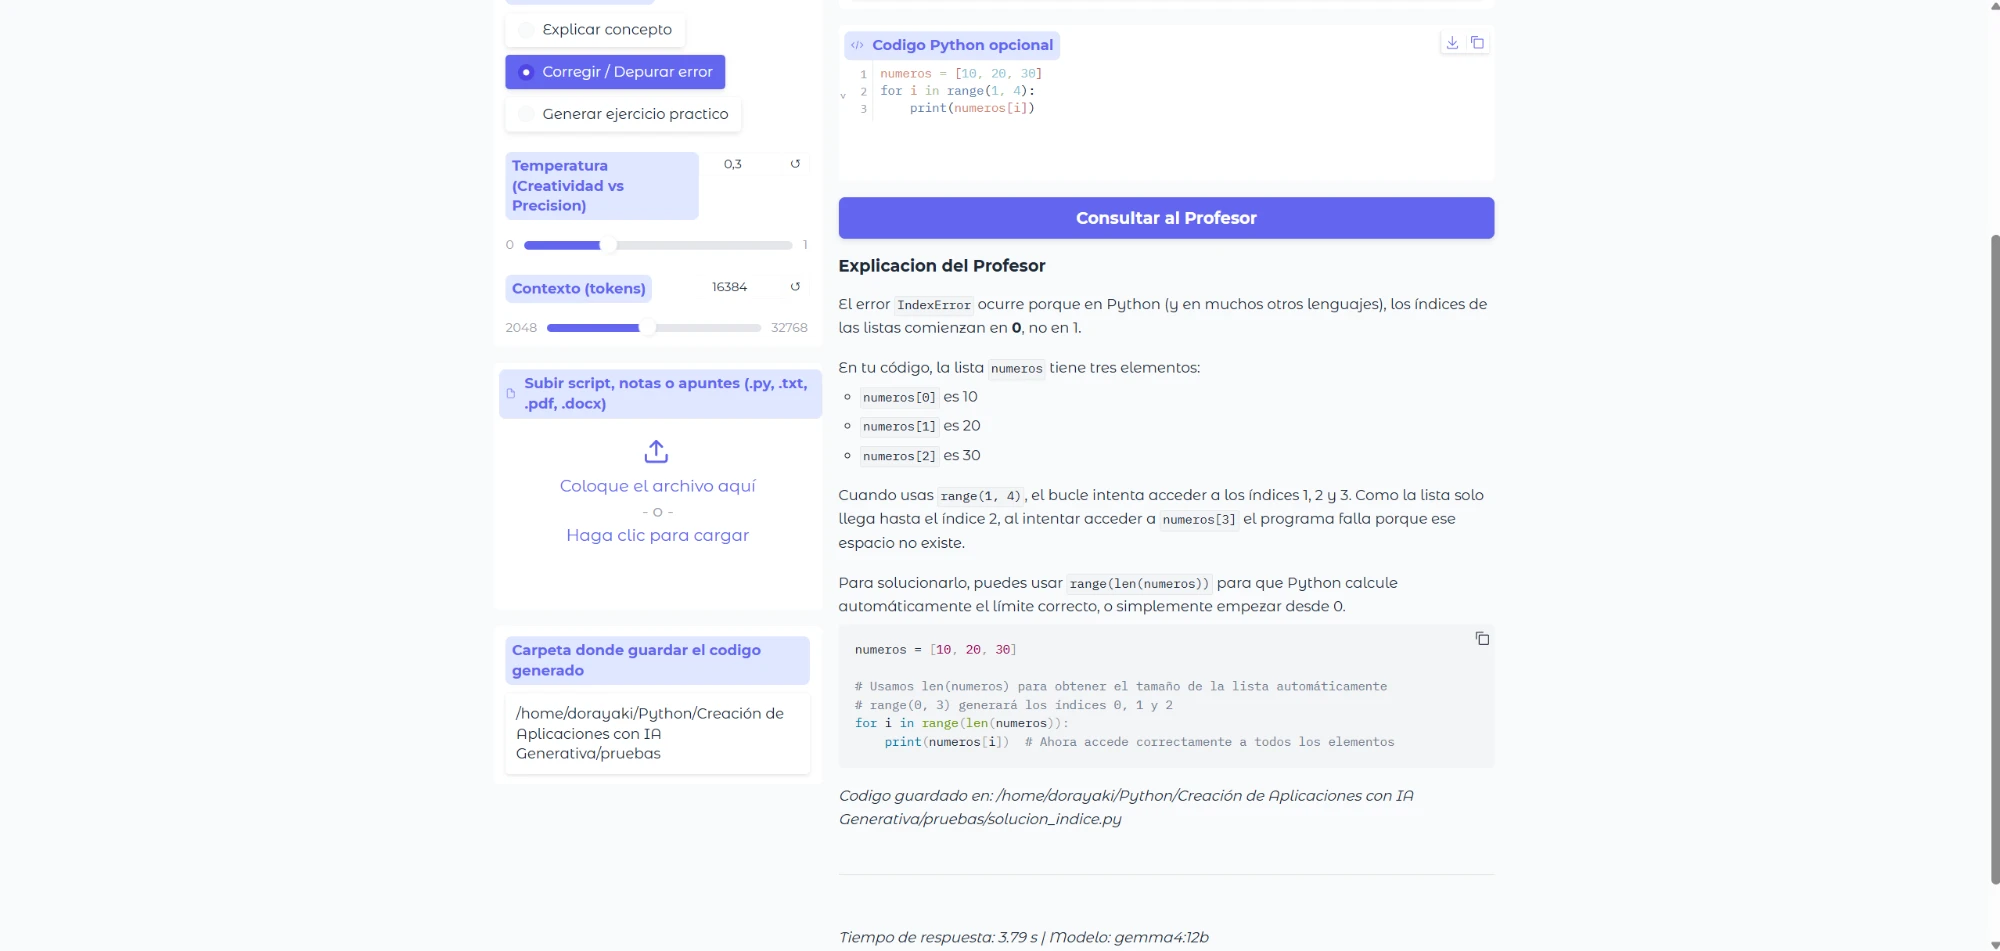 Explicar concepto
Corregir / Depurar error
Generar ejercicio practico
Temperatura
(Creatividad vs
Precision)
0,3
0
1
Contexto (tokens)
16384
2048
32768
Subir script, notas o apuntes (.py, .txt,
.pdf, .docx)
Coloque el archivo aquí
- o -
Haga clic para cargar
Carpeta donde guardar el codigo
generado
/home/dorayaki/Python/Creación de
Aplicaciones con IA
Generativa/pruebas
Codigo Python opcional
1 numeros = [10, 20, 30]
2 for i in range(1, 4):
3 print(numeros[i])
Consultar al Profesor
Explicacion del Profesor
El error IndexError ocurre porque en Python (y en muchos otros lenguajes), los índices de
las listas comienzan en 0, no en 1.
En tu código, la lista numeros tiene tres elementos:
numeros[0] es 10
numeros[1] es 20
numeros[2] es 30
Cuando usas range(1, 4), el bucle intenta acceder a los índices 1, 2 y 3. Como la lista solo
llega hasta el índice 2, al intentar acceder a numeros[3] el programa falla porque ese
espacio no existe.
Para solucionarlo, puedes usar range(len(numeros)) para que Python calcule
automáticamente el límite correcto, o simplemente empezar desde 0.
numeros = [10, 20, 30]
# Usamos len(numeros) para obtener el tamaño de la lista automáticamente
# range(0, 3) generará los índices 0, 1 y 2
for i in range(len(numeros)):
print(numeros[i]) # Ahora accede correctamente a todos los elementos
Codigo guardado en: /home/dorayaki/Python/Creación de Aplicaciones con IA
Generativa/pruebas/solucion_indice.py
Tiempo de respuesta: 3.79 s | Modelo: gemma4:12b